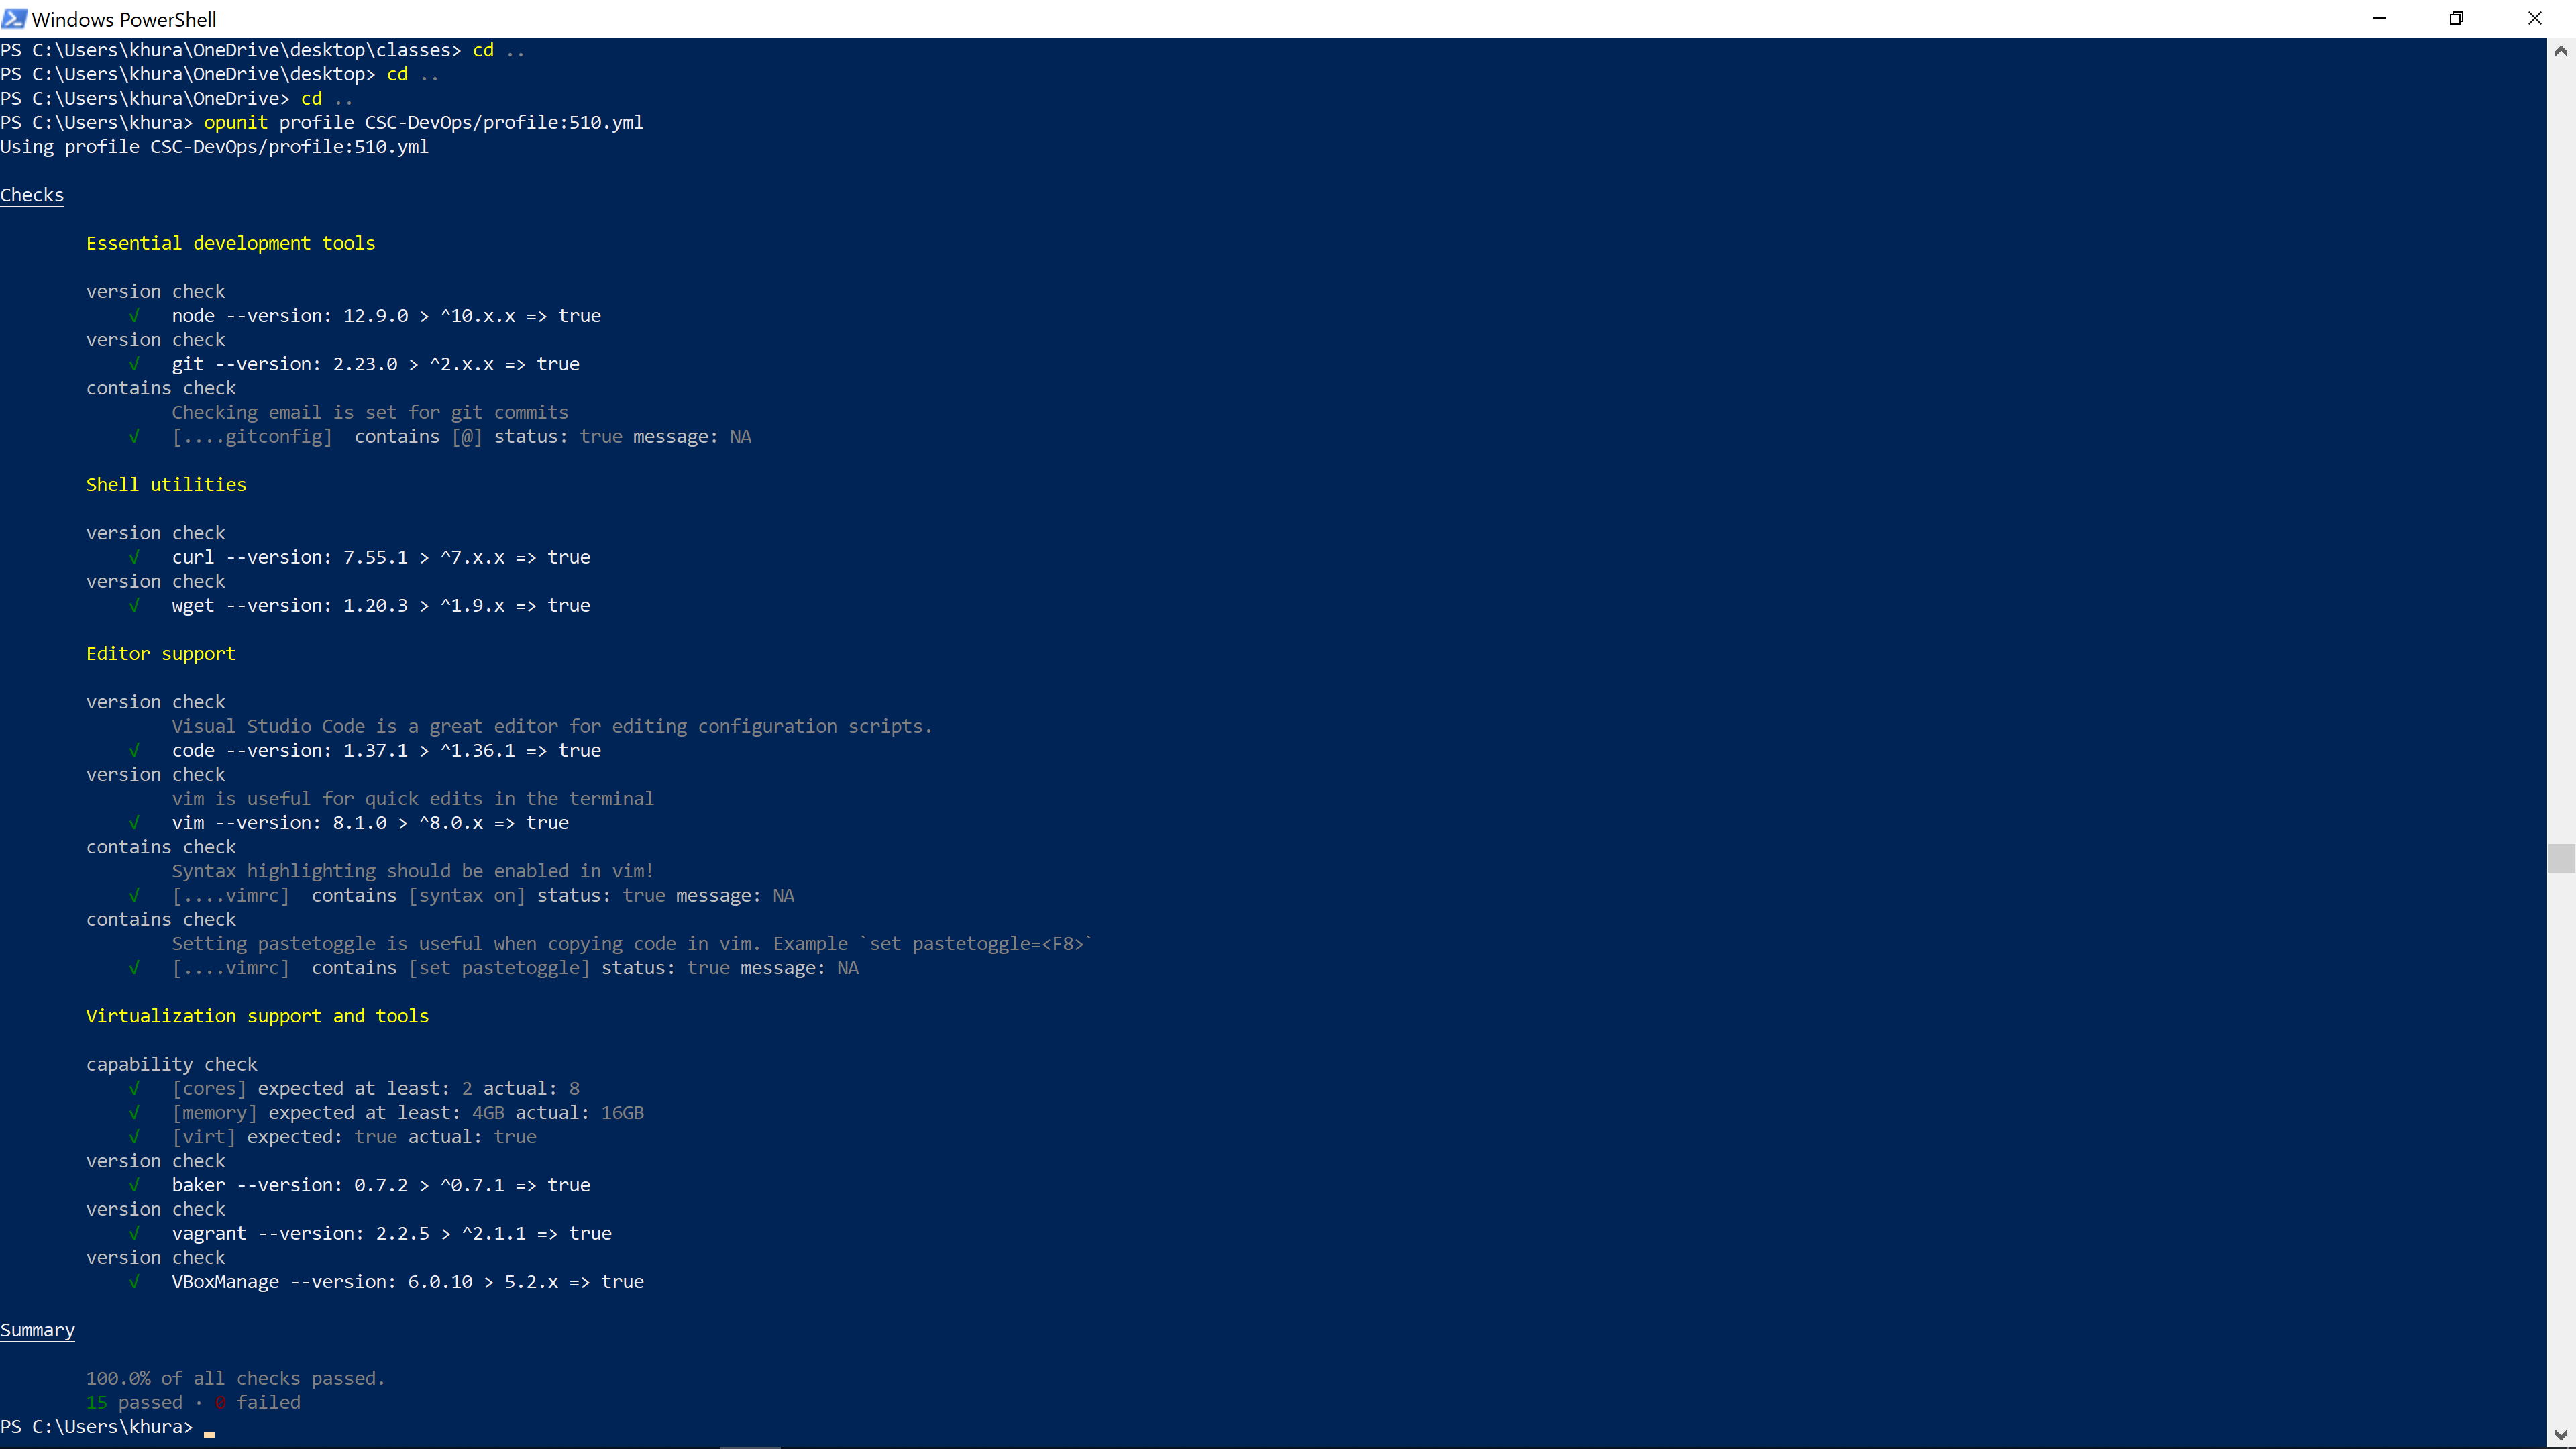 Windows PowerShell
PS C:\Users\khura\OneDrive\desktop\classes> cd ..
PS C:\Users\khura\OneDrive\desktop> cd ..
PS C:\Users\khura\OneDrive> cd ..
PS C:\Users\khura> opunit profile CSC-DevOps/profile:510.yml
Using profile CSC-DevOps/profile:510.yml
Checks
Essential development tools
version check
√ node --version: 12.9.0 > ^10.x.x => true
version check
√ git --version: 2.23.0 > ^2.x.x => true
contains check
Checking email is set for git commits
√ [....gitconfig]  contains [@] status: true message: NA
Shell utilities
version check
√ curl --version: 7.55.1 > ^7.x.x => true
version check
√ wget --version: 1.20.3 > ^1.9.x => true
Editor support
version check
Visual Studio Code is a great editor for editing configuration scripts.
√ code --version: 1.37.1 > ^1.36.1 => true
version check
vim is useful for quick edits in the terminal
√ vim --version: 8.1.0 > ^8.0.x => true
contains check
Syntax highlighting should be enabled in vim!
√ [....vimrc]  contains [syntax on] status: true message: NA
contains check
Setting pastetoggle is useful when copying code in vim. Example `set pastetoggle=<F8>`
√ [....vimrc]  contains [set pastetoggle] status: true message: NA
Virtualization support and tools
capability check
√ [cores] expected at least: 2 actual: 8
√ [memory] expected at least: 4GB actual: 16GB
√ [virt] expected: true actual: true
version check
√ baker --version: 0.7.2 > ^0.7.1 => true
version check
√ vagrant --version: 2.2.5 > ^2.1.1 => true
version check
√ VBoxManage --version: 6.0.10 > 5.2.x => true
Summary
100.0% of all checks passed.
15 passed · 0 failed
PS C:\Users\khura>